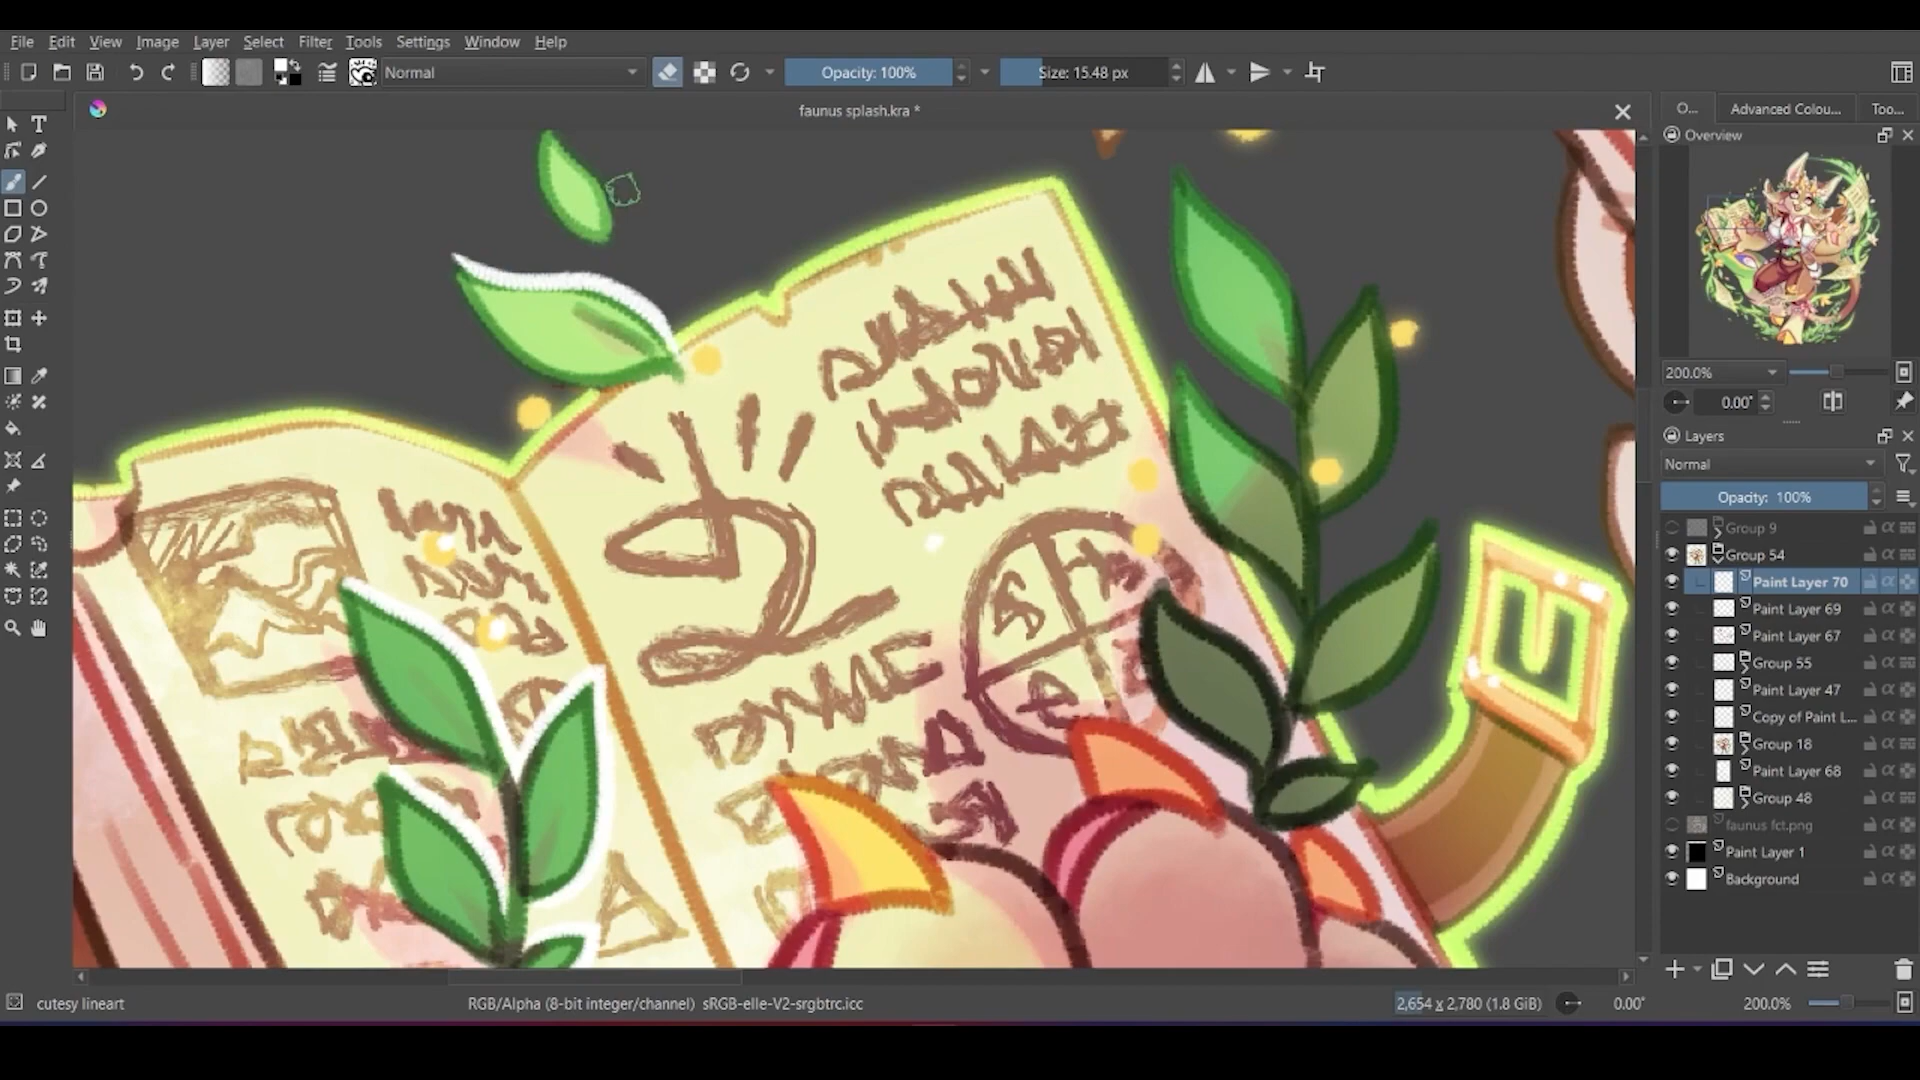 File Edit View Image Layer Select Filter Tools Settings Window Help
Normal Opacity: 100% Size: 15.48 px
faunus splash.kra *
O... Advanced Colou... Too...
Overview
200.0%
0.00°
Layers
Normal
Opacity: 100%
Group 9
Group 54
Paint Layer 70
Paint Layer 69
Paint Layer 67
Group 55
Paint Layer 47
Copy of Paint L...
Group 18
Paint Layer 68
Group 48
faunus fct.png
Paint Layer 1
Background
cutesy lineart RGB/Alpha (8-bit integer/channel) sRGB-elle-V2-srgbtrc.icc 2,654 x 2,780 (1.8 GiB) 0.00° 200.0%